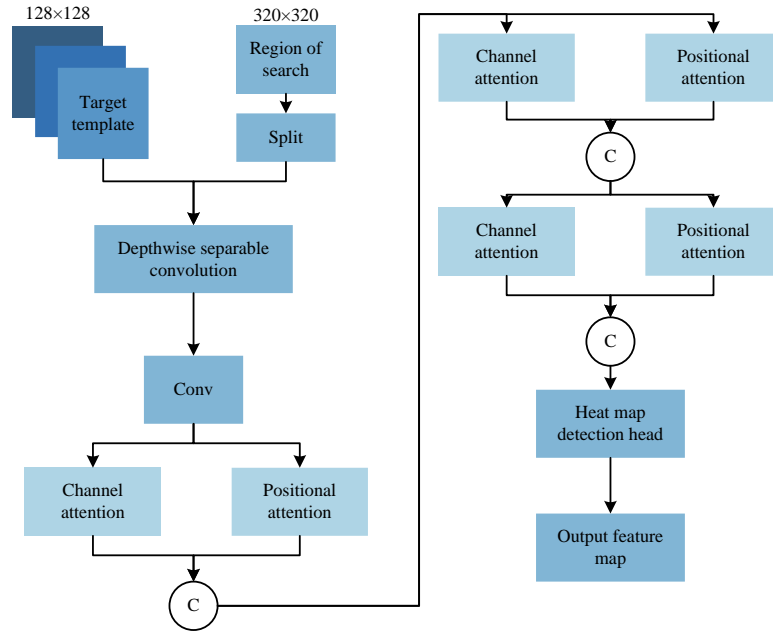 128×128
320×320
Target
template
Region of
search
Split
Depthwise separable
convolution
Conv
Channel
attention
Positional
attention
C
Channel
attention
Positional
attention
C
Channel
attention
Positional
attention
C
Heat map
detection head
Output feature
map